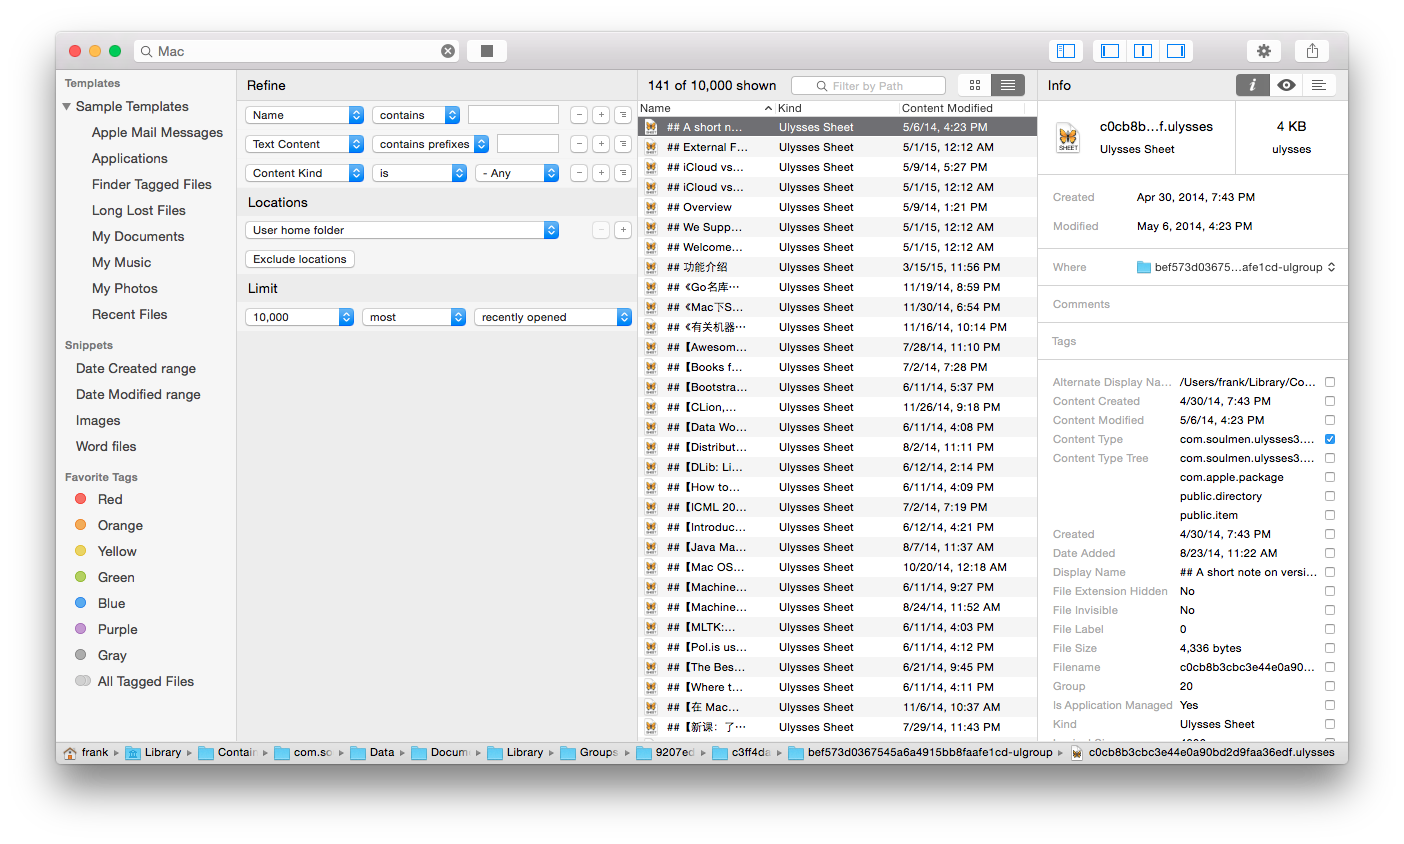 Mac
Templates
Sample Templates
Apple Mail Messages
Applications
Finder Tagged Files
Long Lost Files
My Documents
My Music
My Photos
Recent Files
Snippets
Date Created range
Date Modified range
Images
Word files
Favorite Tags
Red
Orange
Yellow
Green
Blue
Purple
Gray
All Tagged Files
Refine
Name contains
Text Content contains prefixes
Content Kind is - Any
Locations
User home folder
Exclude locations
Limit
10,000 most recently opened
141 of 10,000 shown Filter by Path
Name Kind Content Modified
## A short n... Ulysses Sheet 5/6/14, 4:23 PM
## External F... Ulysses Sheet 5/1/15, 12:12 AM
## iCloud vs... Ulysses Sheet 5/9/14, 5:27 PM
## iCloud vs... Ulysses Sheet 5/1/15, 12:12 AM
## Overview Ulysses Sheet 5/9/14, 1:21 PM
## We Supp... Ulysses Sheet 5/1/15, 12:12 AM
## Welcome... Ulysses Sheet 5/1/15, 12:12 AM
## 功能介绍 Ulysses Sheet 3/15/15, 11:56 PM
## 《Go名库… Ulysses Sheet 11/19/14, 8:59 PM
## 《Mac下S... Ulysses Sheet 11/30/14, 6:54 PM
## 《有关机器… Ulysses Sheet 11/16/14, 10:14 PM
## 【Awesom... Ulysses Sheet 7/28/14, 11:10 PM
## 【Books f... Ulysses Sheet 7/2/14, 7:28 PM
## 【Bootstra... Ulysses Sheet 6/11/14, 5:37 PM
## 【CLion,... Ulysses Sheet 11/26/14, 9:18 PM
## 【Data Wo... Ulysses Sheet 6/11/14, 4:08 PM
## 【Distribut... Ulysses Sheet 8/2/14, 11:11 PM
## 【DLib: Li... Ulysses Sheet 6/12/14, 2:14 PM
## 【How to... Ulysses Sheet 6/11/14, 4:09 PM
## 【ICML 20... Ulysses Sheet 7/2/14, 7:19 PM
## 【Introduc... Ulysses Sheet 6/12/14, 4:21 PM
## 【Java Ma... Ulysses Sheet 8/7/14, 11:37 AM
## 【Mac OS... Ulysses Sheet 10/20/14, 12:18 AM
## 【Machine... Ulysses Sheet 6/11/14, 9:27 PM
## 【Machine... Ulysses Sheet 8/24/14, 11:52 AM
## 【MLTK:... Ulysses Sheet 6/11/14, 4:03 PM
## 【Pol.is us... Ulysses Sheet 6/11/14, 4:12 PM
## 【The Bes... Ulysses Sheet 6/21/14, 9:45 PM
## 【Where t... Ulysses Sheet 6/11/14, 4:11 PM
## 【在 Mac... Ulysses Sheet 11/6/14, 10:37 AM
## 【新课：了… Ulysses Sheet 7/29/14, 11:43 PM
Info
SHEET
c0cb8b...f.ulysses 4 KB
Ulysses Sheet ulysses
Created Apr 30, 2014, 7:43 PM
Modified May 6, 2014, 4:23 PM
Where bef573d03675...afe1cd-ulgroup
Comments
Tags
Alternate Display Na... /Users/frank/Library/Co...
Content Created 4/30/14, 7:43 PM
Content Modified 5/6/14, 4:23 PM
Content Type com.soulmen.ulysses3....
Content Type Tree com.soulmen.ulysses3....
com.apple.package
public.directory
public.item
Created 4/30/14, 7:43 PM
Date Added 8/23/14, 11:22 AM
Display Name ## A short note on versi...
File Extension Hidden No
File Invisible No
File Label 0
File Size 4,336 bytes
Filename c0cb8b3cbc3e44e0a90...
Group 20
Is Application Managed Yes
Kind Ulysses Sheet
frank Library Contain com.so Data Docum Library Groups 9207ed c3ff4da bef573d0367545a6a4915bb8faafe1cd-ulgroup c0cb8b3cbc3e44e0a90bd2d9faa36edf.ulysses